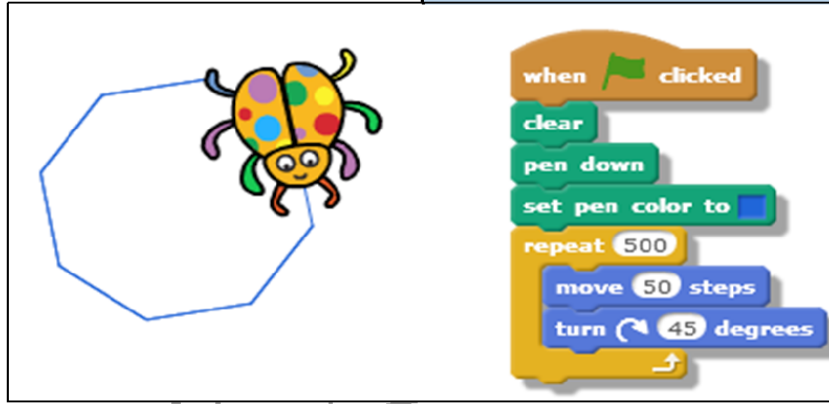 when clicked
clear
pen down
set pen color to
repeat 500
move 50 steps
turn 45 degrees